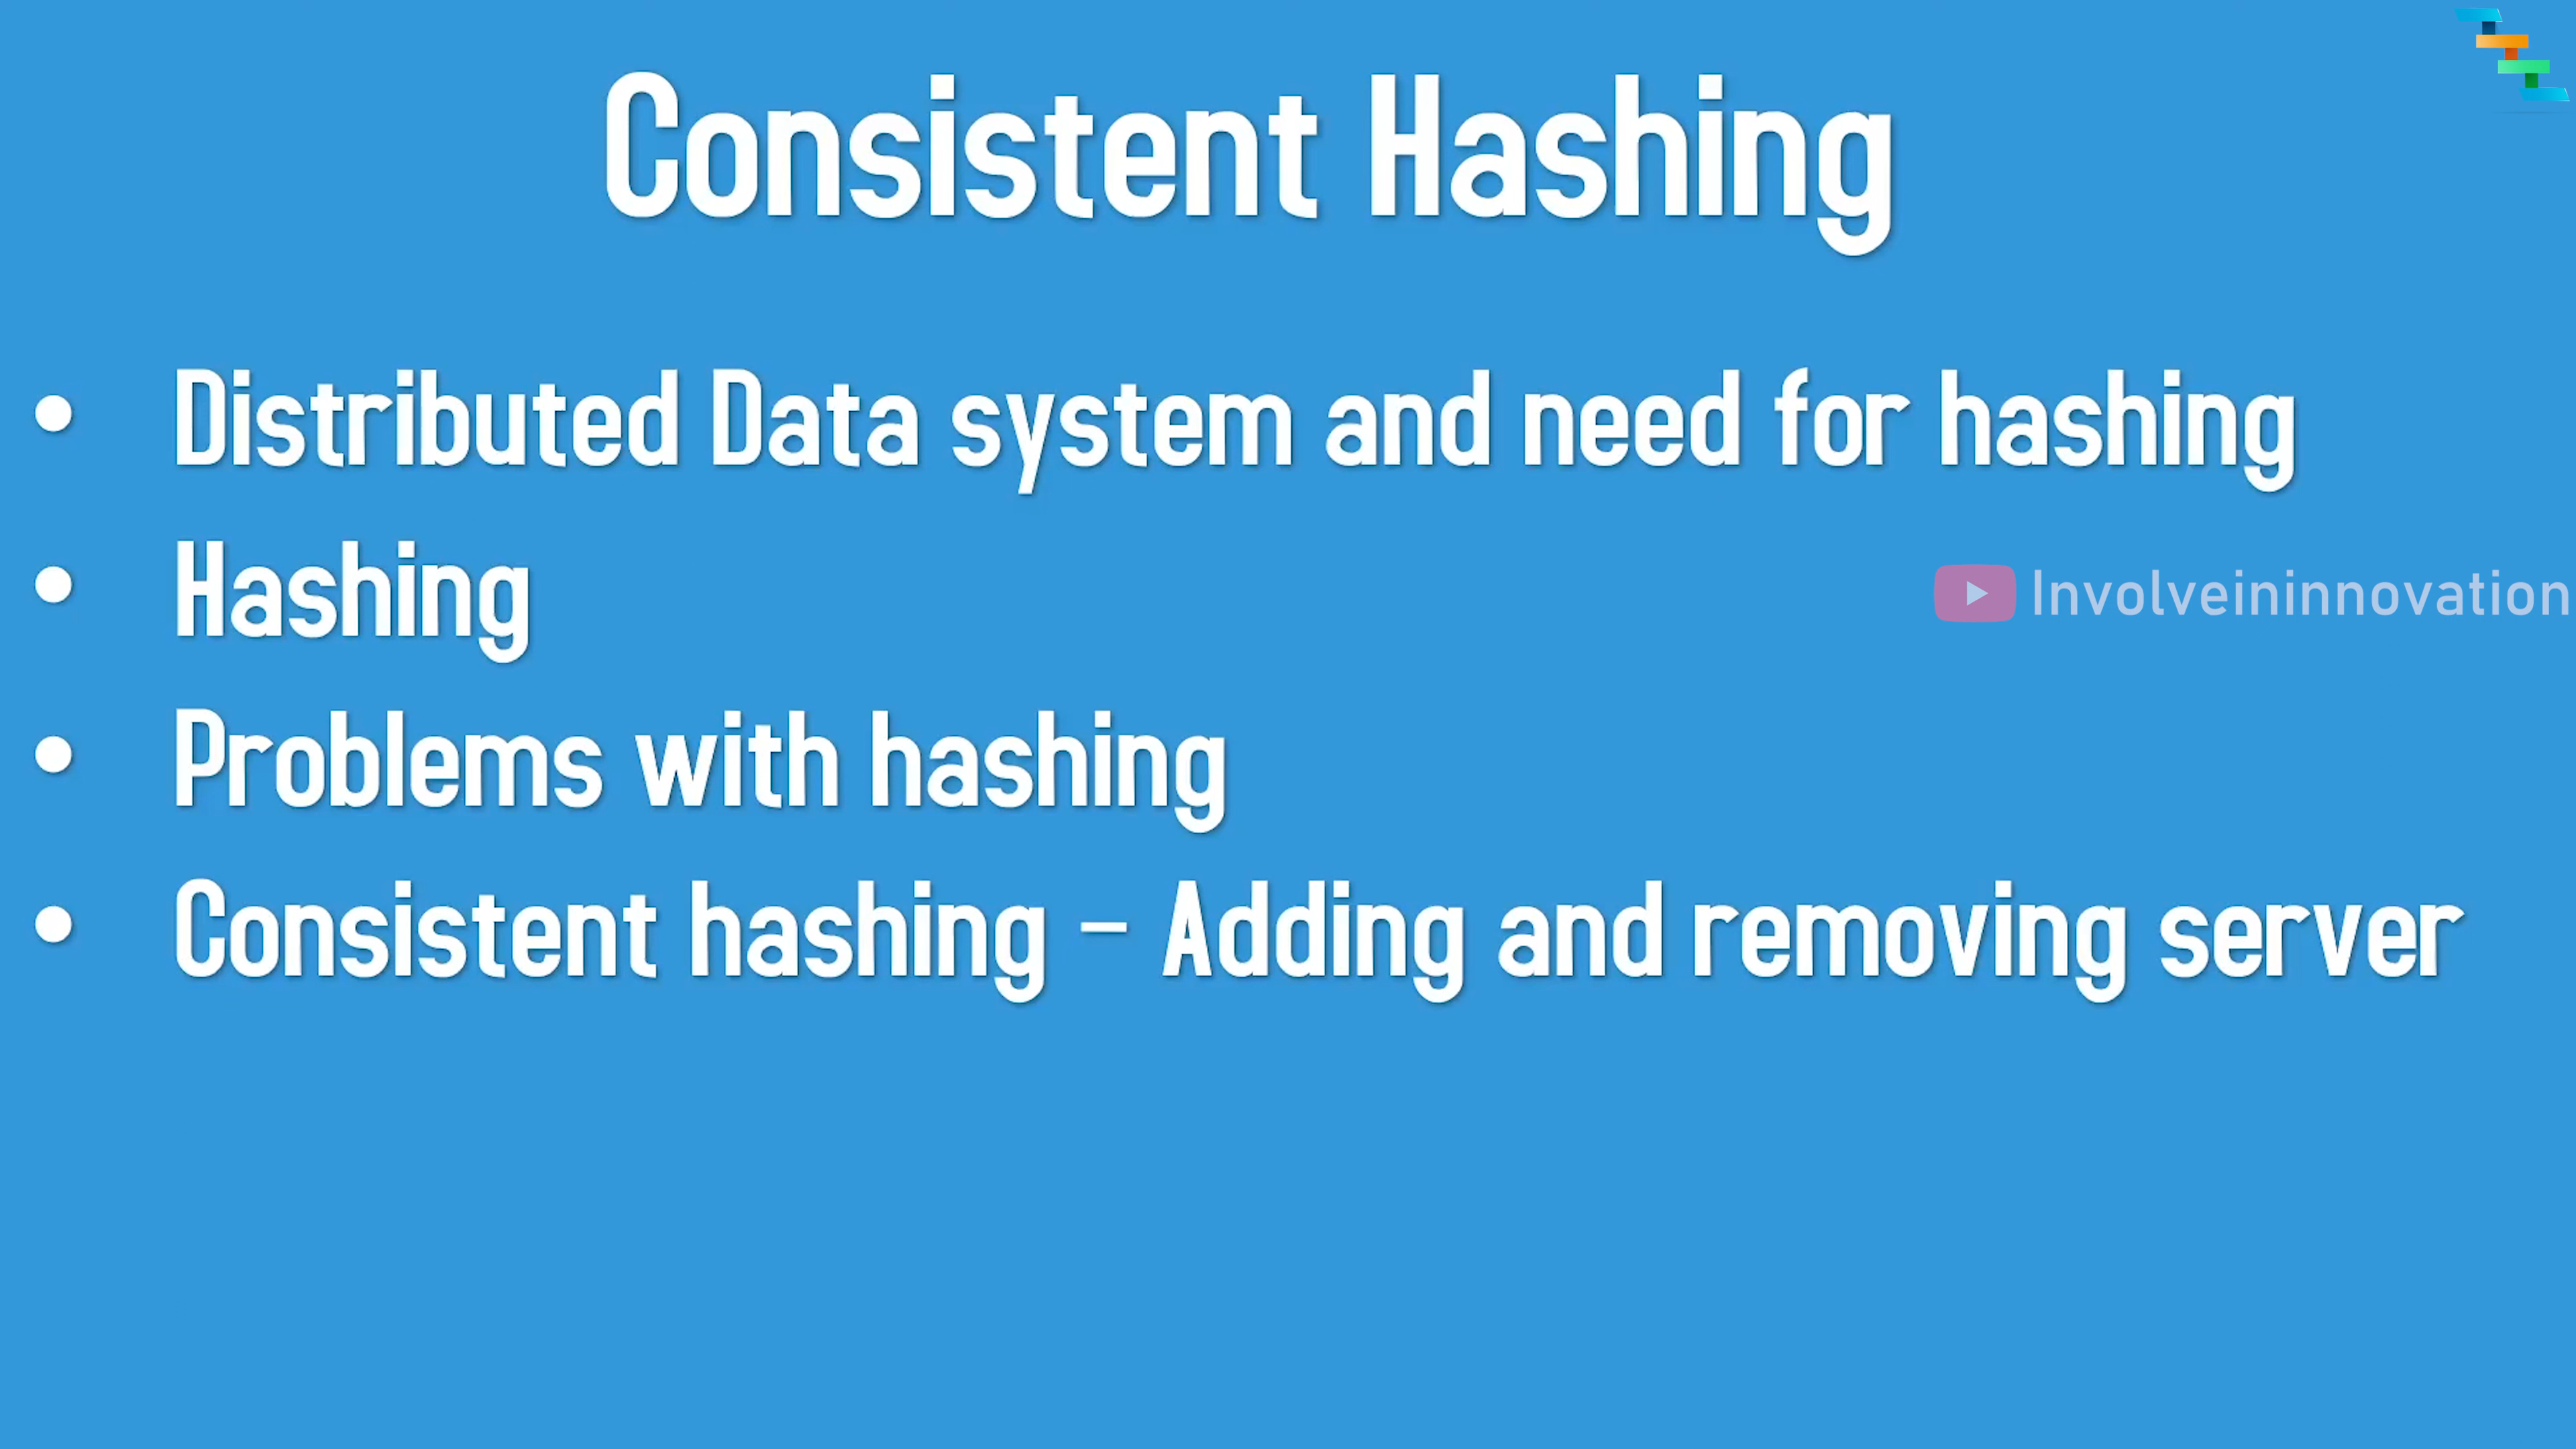 Consistent Hashing
• Distributed Data system and need for hashing
• Hashing
Involveininnovation
• Problems with hashing
• Consistent hashing – Adding and removing server